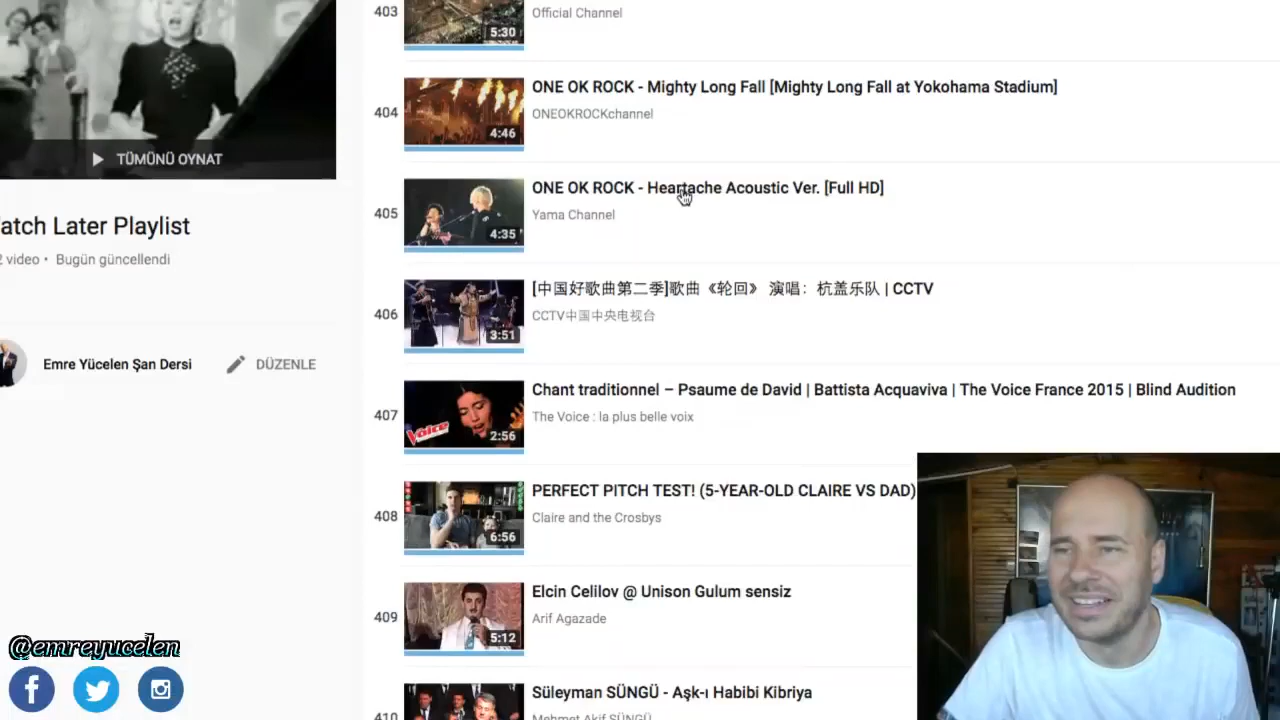 403
Official Channel
5:30
404
ONE OK ROCK - Mighty Long Fall [Mighty Long Fall at Yokohama Stadium]
ONEOKROCKchannel
4:46
TÜMÜNÜ OYNAT
405
ONE OK ROCK - Heartache Acoustic Ver. [Full HD]
Yama Channel
4:35
atch Later Playlist
2 video • Bugün güncellendi
406
[中国好歌曲第二季]歌曲《轮回》 演唱：杭盖乐队 | CCTV
CCTV中国中央电视台
3:51
Emre Yücelen Şan Dersi
DÜZENLE
407
Chant traditionnel – Psaume de David | Battista Acquaviva | The Voice France 2015 | Blind Audition
The Voice : la plus belle voix
Voice
2:56
408
PERFECT PITCH TEST! (5-YEAR-OLD CLAIRE VS DAD)
Claire and the Crosbys
6:56
409
Elcin Celilov @ Unison Gulum sensiz
Arif Agazade
5:12
@emreyucelen
410
Süleyman SÜNGÜ - Aşk-ı Habibi Kibriya
Mehmet Akif SÜNGÜ